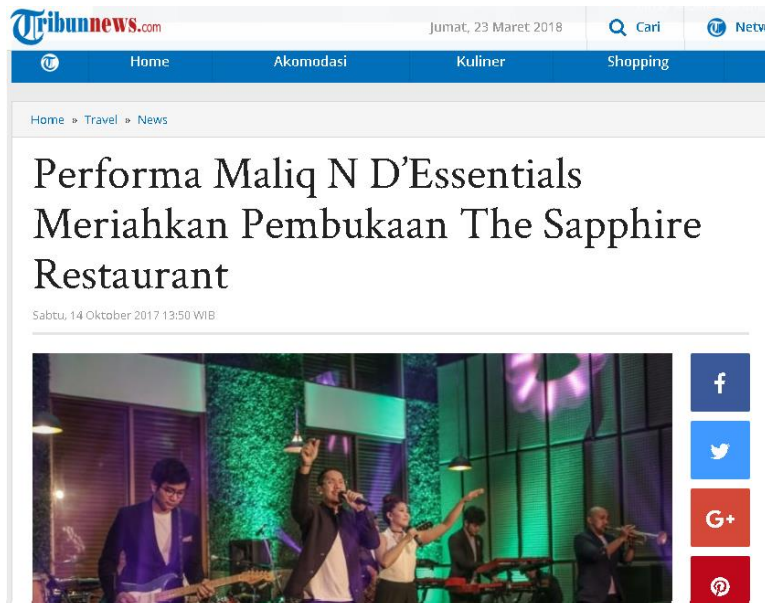 Tribunnews.com
Jumat, 23 Maret 2018 Cari Netw
Home Akomodasi Kuliner Shopping
Home » Travel » News
Performa Maliq N D’Essentials
Meriahkan Pembukaan The Sapphire
Restaurant
Sabtu, 14 Oktober 2017 13:50 WIB
f
G+